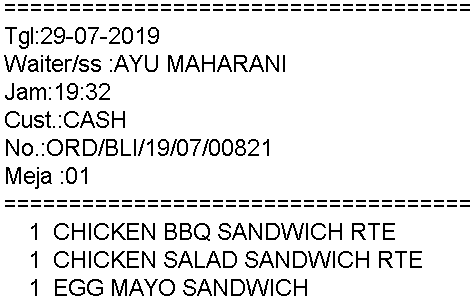 ====================================
Tgl:29-07-2019
Waiter/ss :AYU MAHARANI
Jam:19:32
Cust.:CASH
No.:ORD/BLI/19/07/00821
Meja :01
====================================
1 CHICKEN BBQ SANDWICH RTE
1 CHICKEN SALAD SANDWICH RTE
1 EGG MAYO SANDWICH